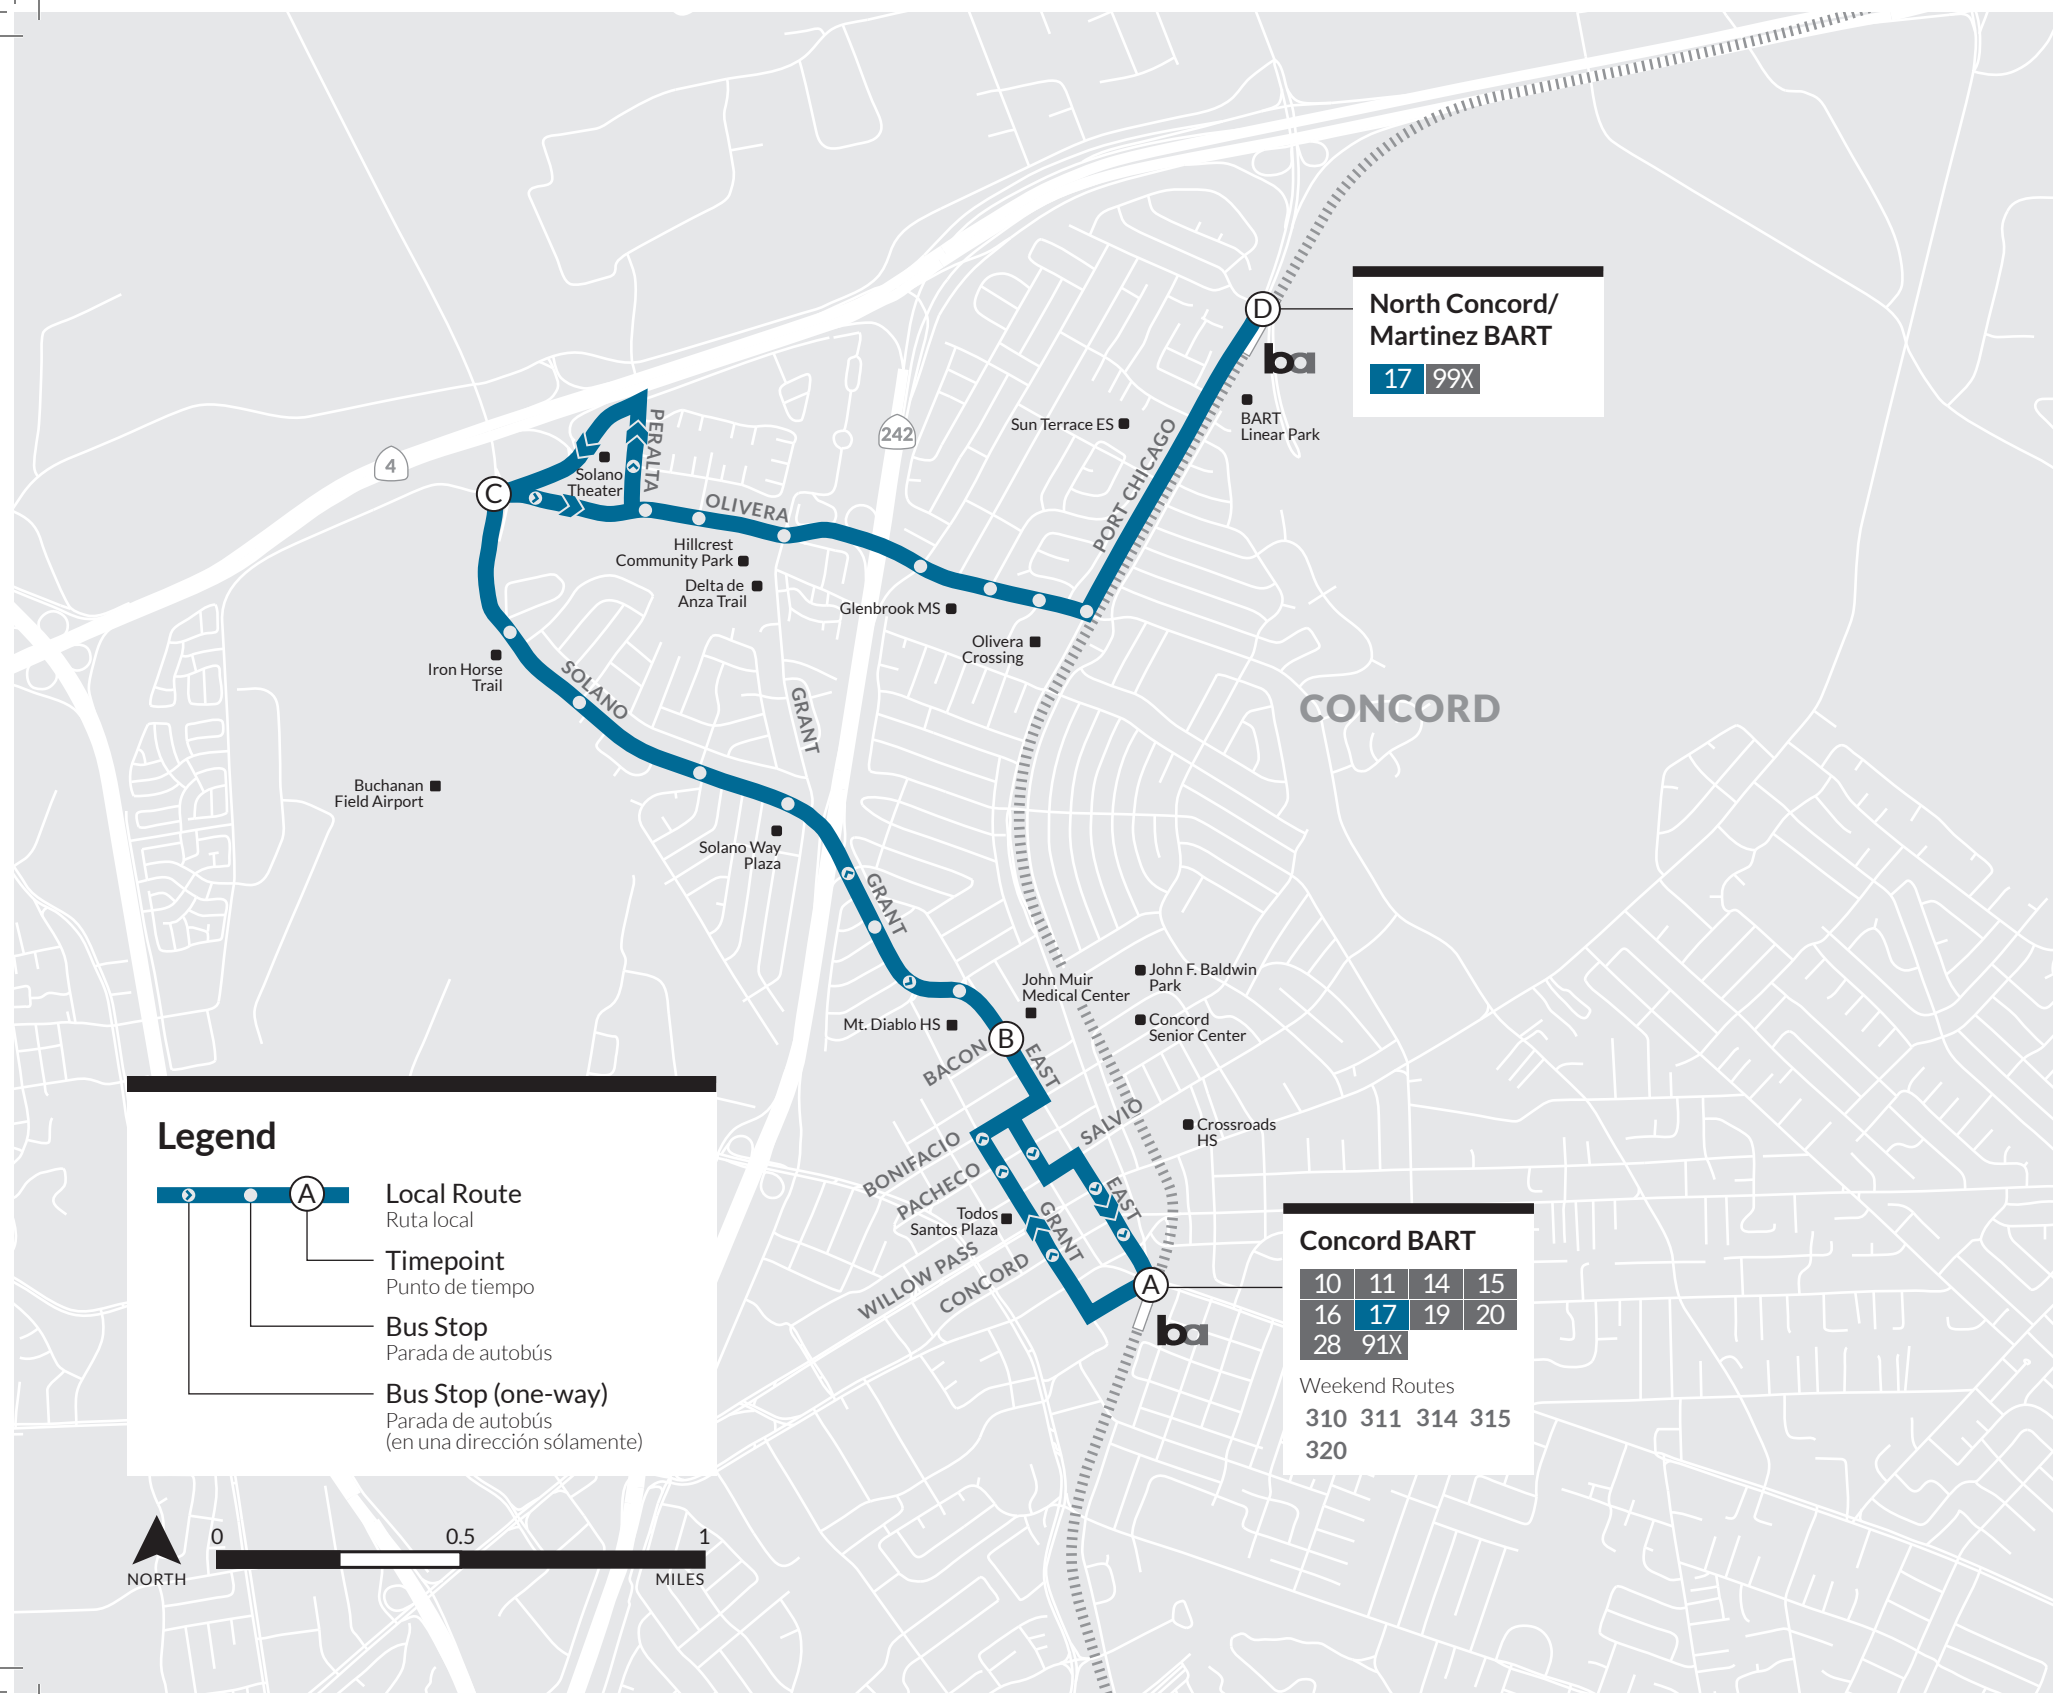 D
North Concord/
Martinez BART
17 99X
ba
BART
Linear Park
Sun Terrace ES
PORT CHICAGO
242
4
PERALTA
Solano
Theater
C
OLIVERA
Hillcrest
Community Park
Delta de
Anza Trail
Glenbrook MS
Olivera
Crossing
Iron Horse
Trail
SOLANO
GRANT
CONCORD
Buchanan
Field Airport
Solano Way
Plaza
GRANT
John F. Baldwin
Park
John Muir
Medical Center
Concord
Senior Center
Mt. Diablo HS
B
BACON
EAST
SALVIO
Crossroads
HS
BONIFACIO
PACHECO
EAST
Todos
Santos Plaza
GRANT
WILLOW PASS
CONCORD
A
ba
Concord BART
10 11 14 15
16 17 19 20
28 91X
Weekend Routes
310 311 314 315
320
Legend
A
Local Route
Ruta local
Timepoint
Punto de tiempo
Bus Stop
Parada de autobús
Bus Stop (one-way)
Parada de autobús
(en una dirección sólamente)
0 0.5 1
NORTH
MILES